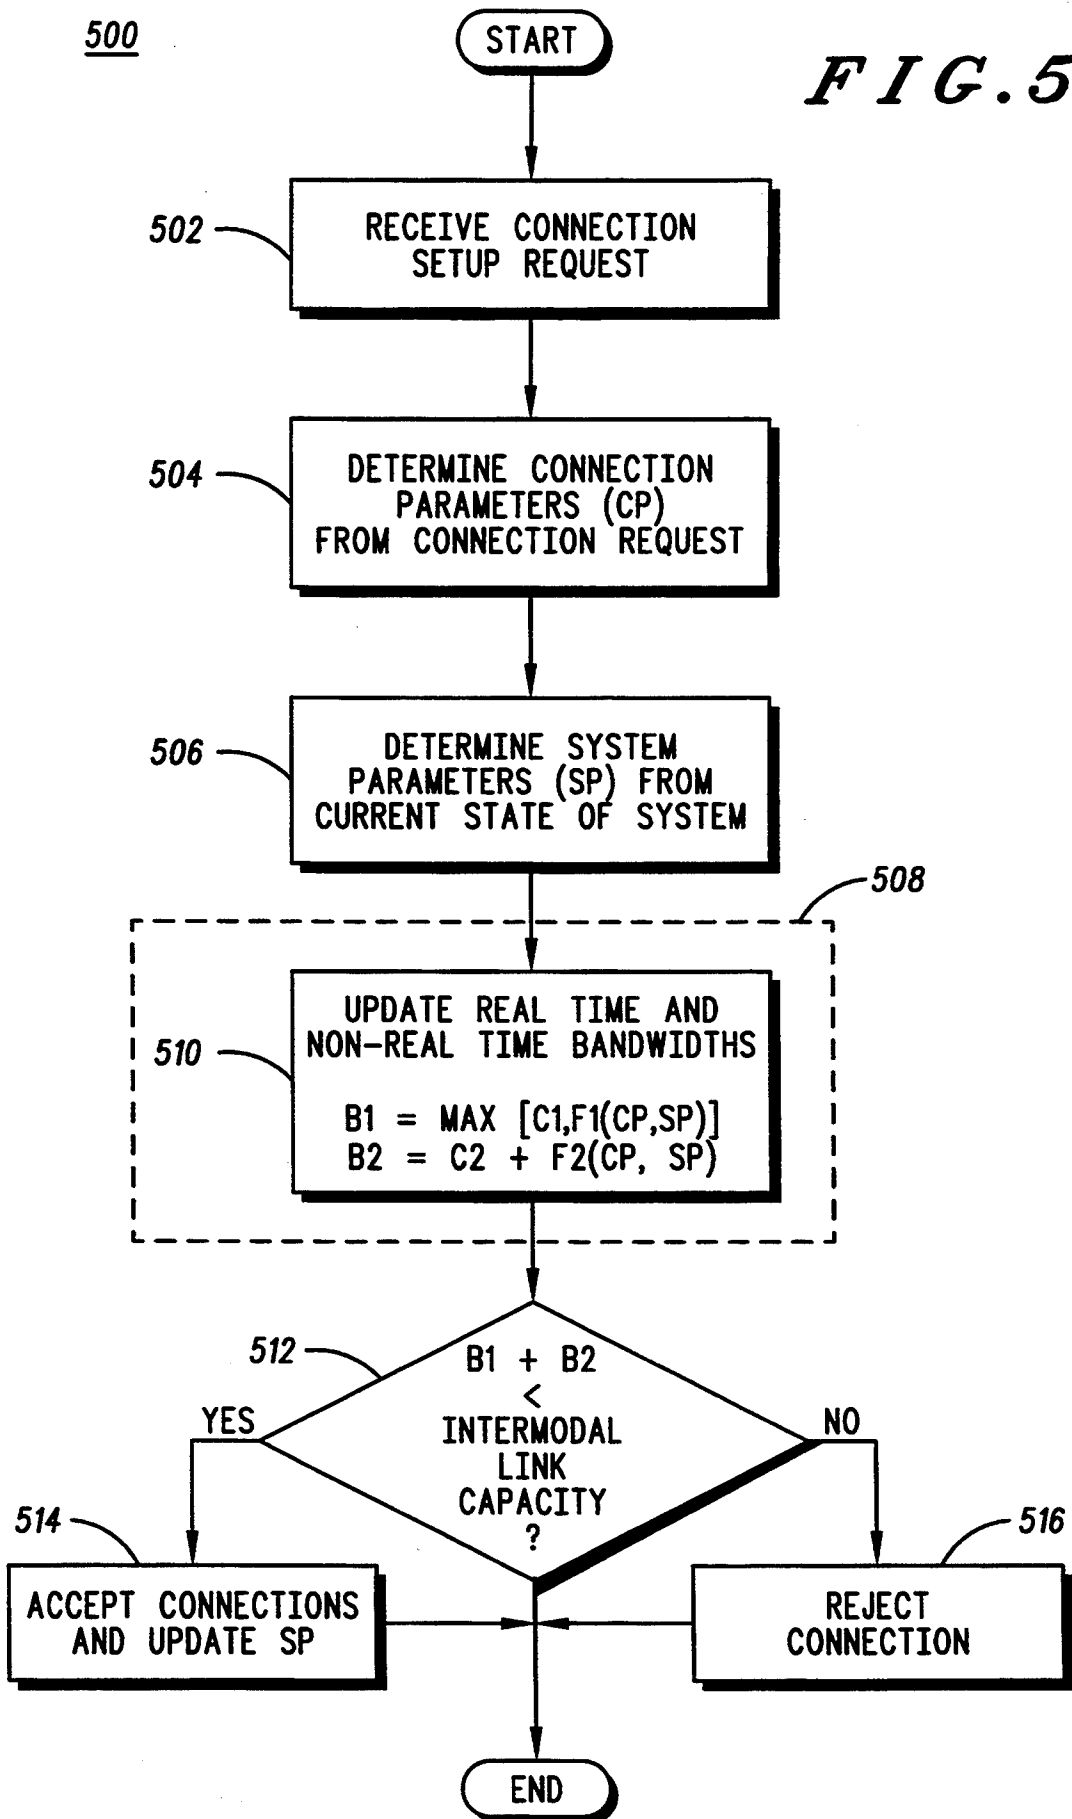 500
START
FIG.5
502
RECEIVE CONNECTION
SETUP REQUEST
504
DETERMINE CONNECTION
PARAMETERS (CP)
FROM CONNECTION REQUEST
506
DETERMINE SYSTEM
PARAMETERS (SP) FROM
CURRENT STATE OF SYSTEM
508
510
UPDATE REAL TIME AND
NON-REAL TIME BANDWIDTHS
B1 = MAX [C1,F1(CP,SP)]
B2 = C2 + F2(CP, SP)
512
B1 + B2
<
INTERMODAL
LINK
CAPACITY
?
YES
NO
514
ACCEPT CONNECTIONS
AND UPDATE SP
516
REJECT
CONNECTION
END